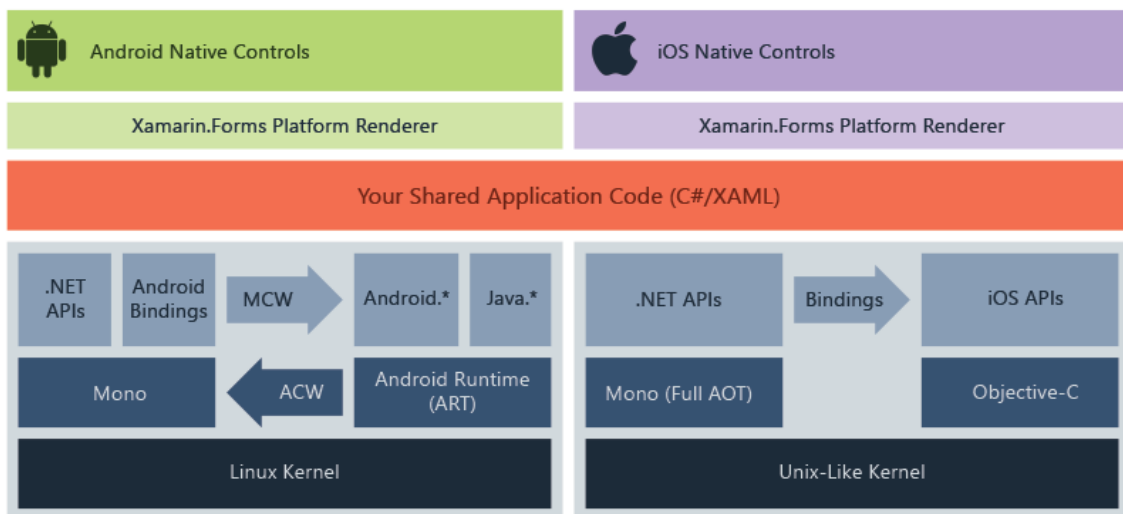 Android Native Controls
iOS Native Controls
Xamarin.Forms Platform Renderer
Xamarin.Forms Platform Renderer
Your Shared Application Code (C#/XAML)
.NET
APIs
Android
Bindings
MCW
Android.*
Java.*
.NET APIs
Bindings
iOS APIs
Mono
ACW
Android Runtime
(ART)
Mono (Full AOT)
Objective-C
Linux Kernel
Unix-Like Kernel